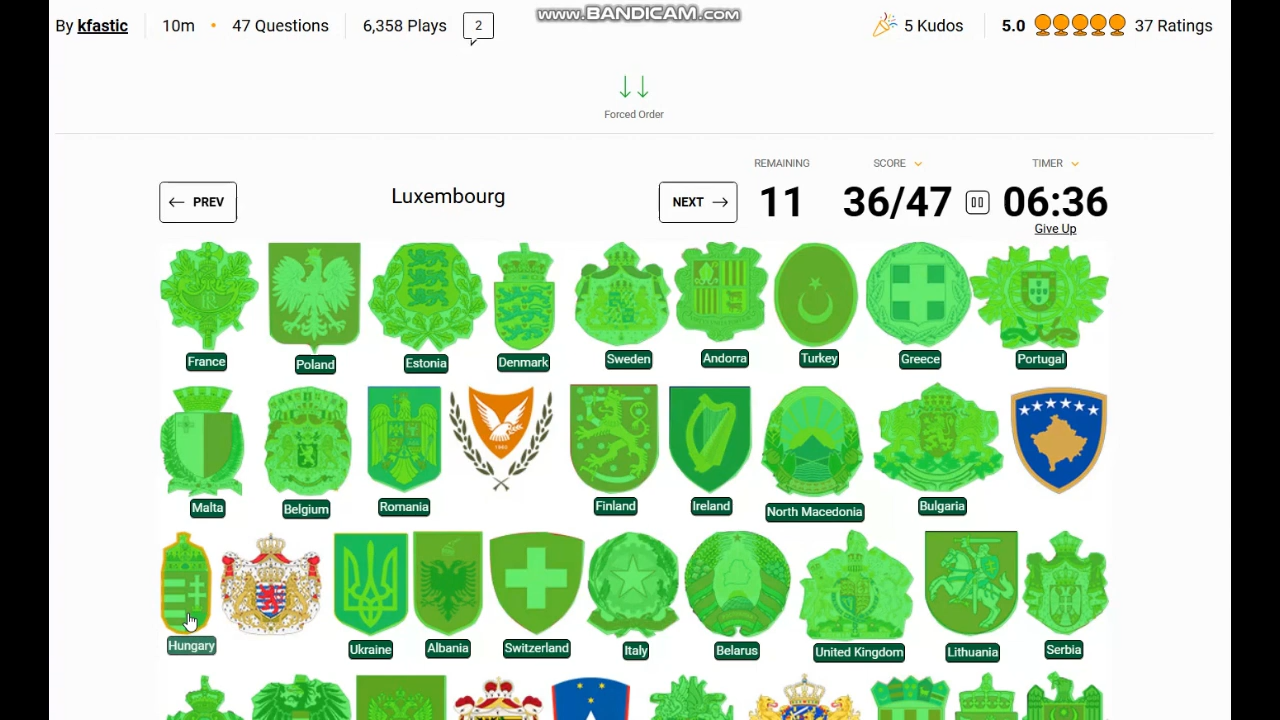 www.BANDICAM.com
By kfastic 10m • 47 Questions 6,358 Plays 2 5 Kudos 5.0 37 Ratings
Forced Order
REMAINING SCORE TIMER
← PREV Luxembourg NEXT → 11 36/47 06:36
Give Up
France Poland Estonia Denmark Sweden Andorra Turkey Greece Portugal
1960
Malta Belgium Romania Finland Ireland North Macedonia Bulgaria
Hungary Ukraine Albania Switzerland Italy Belarus United Kingdom Lithuania Serbia